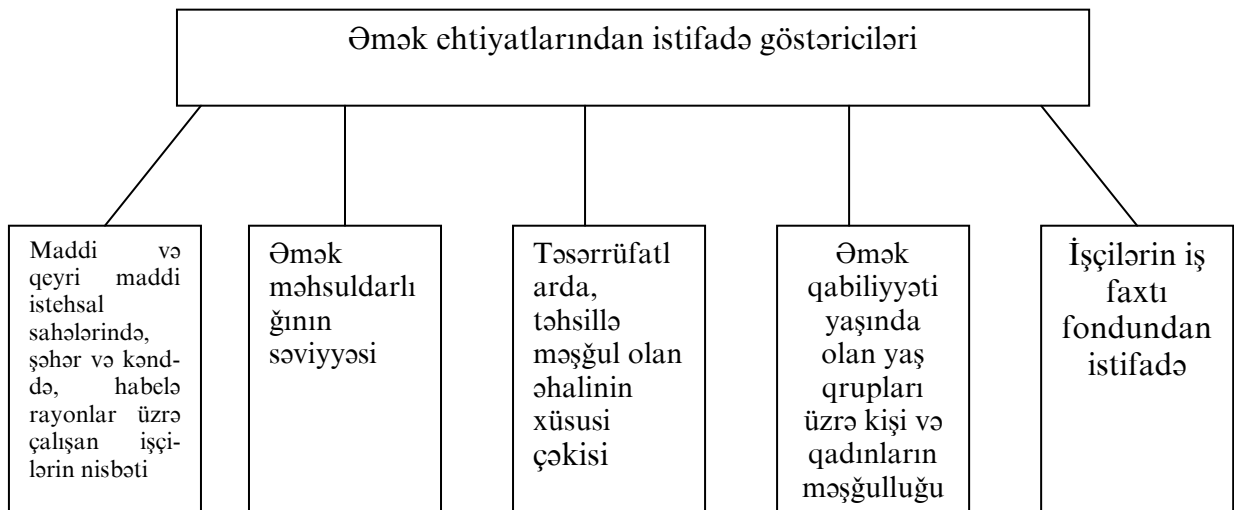 Əmək ehtiyatlarından istifadə göstəriciləri
Maddi və
qeyri maddi
istehsal
sahələrində,
şəhər və kənd-
də, habelə
rayonlar üzrə
çalışan işçi-
lərin nisbəti
Əmək
məhsuldarlı
ğının
səviyyəsi
Təsərrüfatl
arda,
təhsillə
məşğul olan
əhalinin
xüsusi
çəkisi
Əmək
qabiliyyəti
yaşında
olan yaş
qrupları
üzrə kişi və
qadınların
məşğulluğu
İşçilərin iş
faxtı
fondundan
istifadə